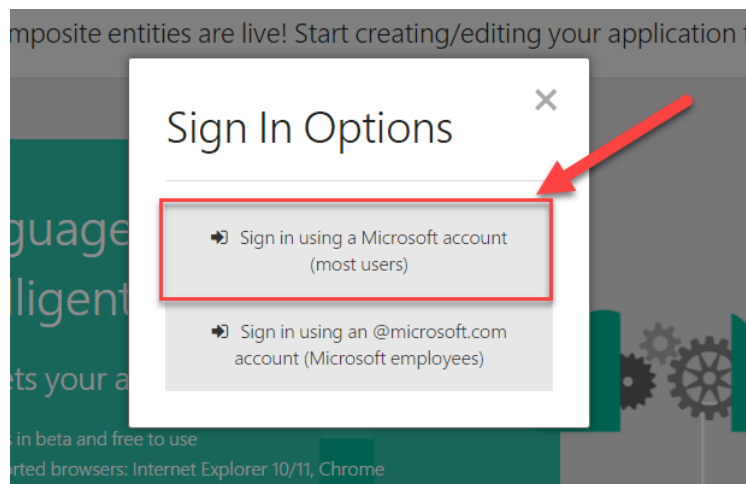 mposite entities are live! Start creating/editing your application
Sign In Options
Sign in using a Microsoft account
(most users)
Sign in using an @microsoft.com
account (Microsoft employees)
guage
lligent
ets your a
s in beta and free to use
rted browsers: Internet Explorer 10/11, Chrome